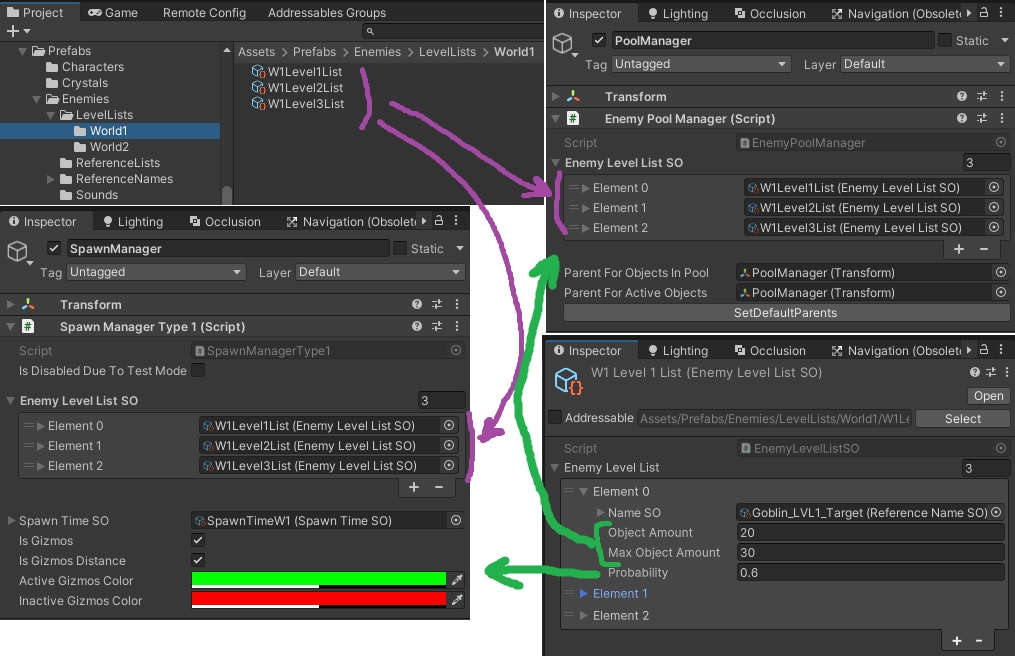 Project
Game
Remote Config
Addressables Groups
Prefabs
Characters
Crystals
Enemies
LevelLists
World1
World2
ReferenceLists
ReferenceNames
Sounds
Assets > Prefabs > Enemies > LevelLists > World1
W1Level1List
W1Level2List
W1Level3List
Inspector
Lighting
Occlusion
Navigation (Obsolete
PoolManager
Static
Tag Untagged
Layer Default
Transform
Enemy Pool Manager (Script)
Script EnemyPoolManager
Enemy Level List SO 3
Element 0 W1Level1List (Enemy Level List SO)
Element 1 W1Level2List (Enemy Level List SO)
Element 2 W1Level3List (Enemy Level List SO)
+ −
Parent For Objects In Pool PoolManager (Transform)
Parent For Active Objects PoolManager (Transform)
SetDefaultParents
Inspector
Lighting
Occlusion
Navigation (Obsolete
SpawnManager
Static
Tag Untagged
Layer Default
Transform
Spawn Manager Type 1 (Script)
Script SpawnManagerType1
Is Disabled Due To Test Mode
Enemy Level List SO 3
Element 0 W1Level1List (Enemy Level List SO)
Element 1 W1Level2List (Enemy Level List SO)
Element 2 W1Level3List (Enemy Level List SO)
+ −
Spawn Time SO SpawnTimeW1 (Spawn Time SO)
Is Gizmos
Is Gizmos Distance
Active Gizmos Color
Inactive Gizmos Color
Inspector
Lighting
Occlusion
Navigation (Obsolete
W1 Level 1 List (Enemy Level List SO)
Open
Addressable Assets/Prefabs/Enemies/LevelLists/World1/W1Le
Select
Script EnemyLevelListSO
Enemy Level List 3
Element 0
Name SO Goblin_LVL1_Target (Reference Name SO)
Object Amount 20
Max Object Amount 30
Probability 0.6
Element 1
Element 2
+ −